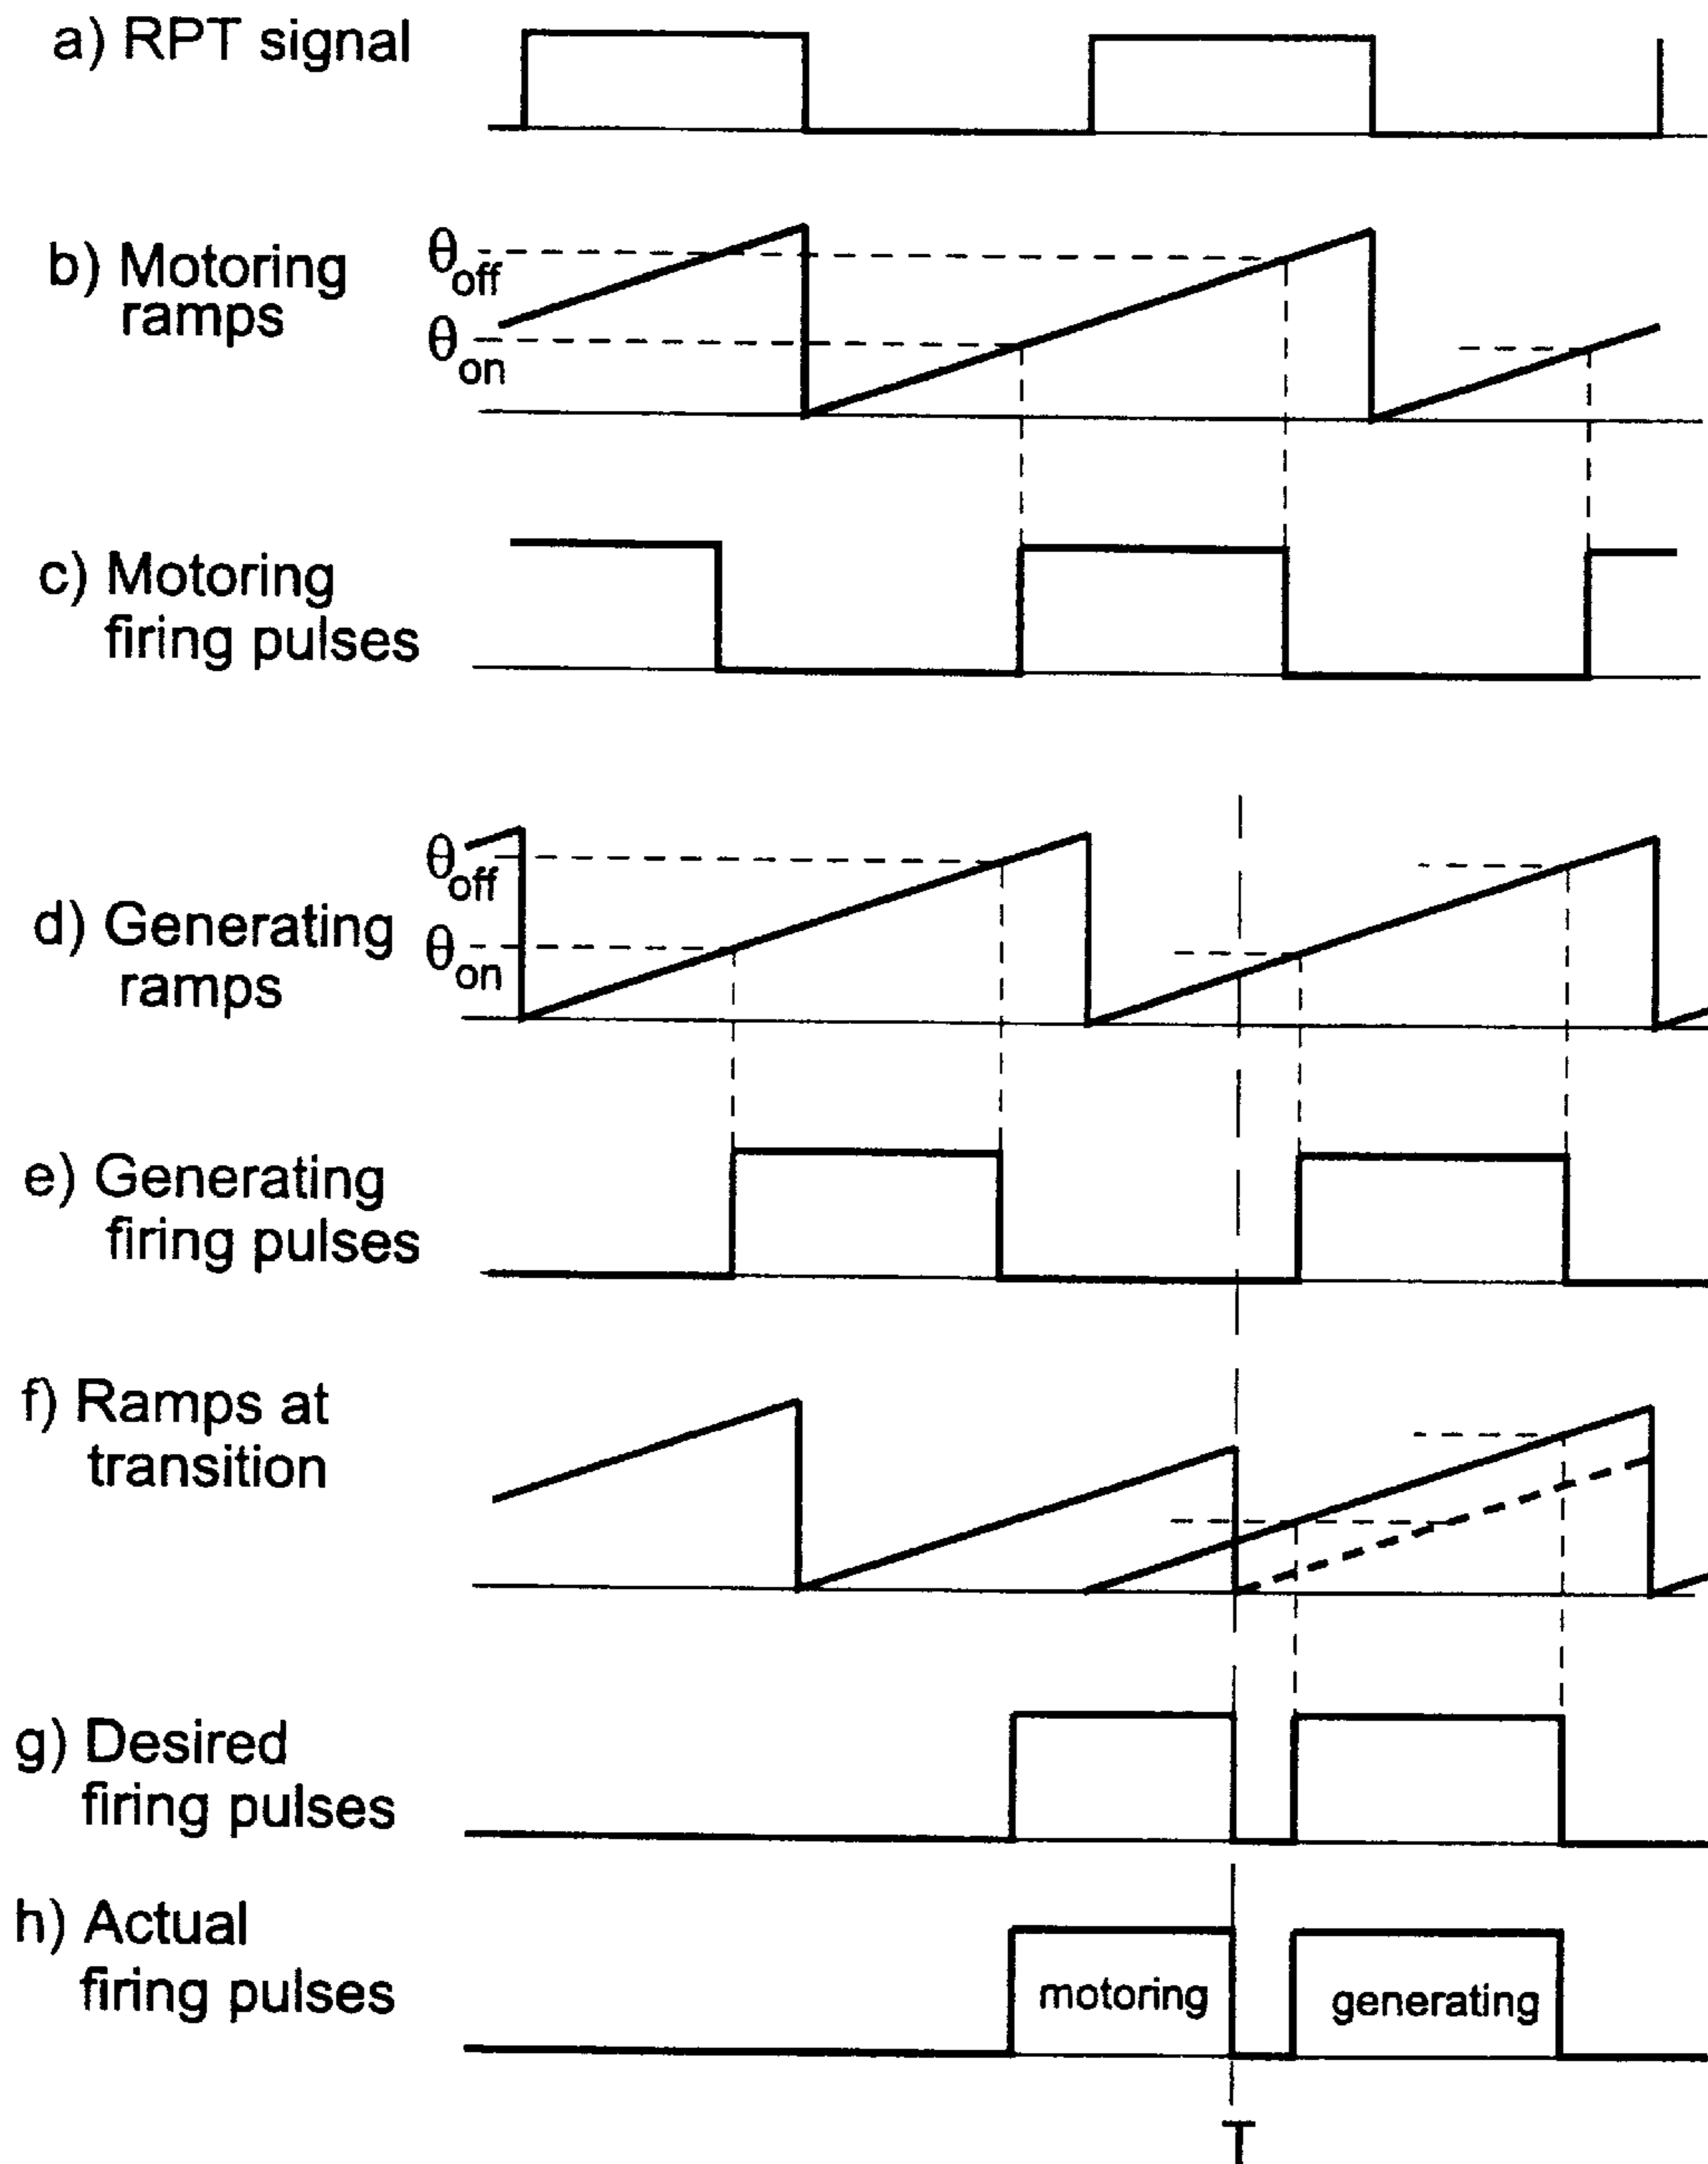 a) RPT signal
b) Motoring
ramps
θoff
θon
c) Motoring
firing pulses
θoff
d) Generating
ramps
θon
e) Generating
firing pulses
f) Ramps at
transition
g) Desired
firing pulses
h) Actual
firing pulses
motoring
generating
T